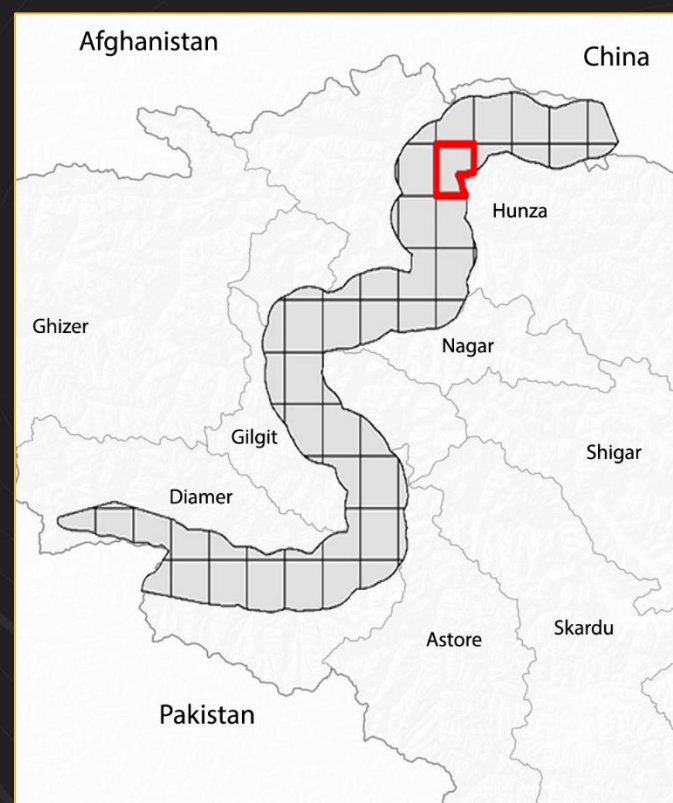 Afghanistan
China
Hunza
Ghizer
Nagar
Gilgit
Shigar
Diamer
Skardu
Astore
Pakistan